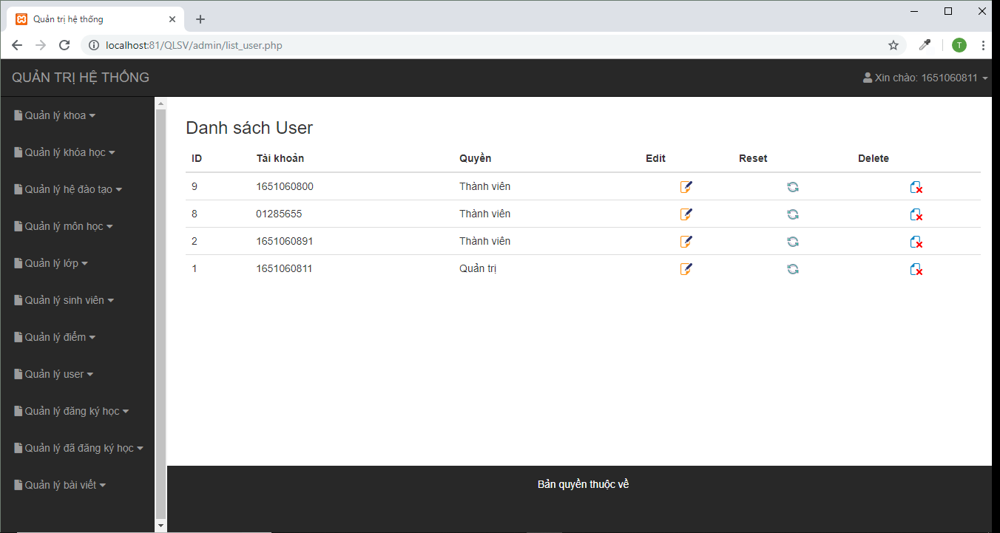 Quản trị hệ thống
localhost:81/QLSV/admin/list_user.php
T
QUẢN TRỊ HỆ THỐNG
Xin chào: 1651060811
Quản lý khoa
Quản lý khóa học
Quản lý hệ đào tạo
Quản lý môn học
Quản lý lớp
Quản lý sinh viên
Quản lý điểm
Quản lý user
Quản lý đăng ký học
Quản lý đã đăng ký học
Quản lý bài viết
Danh sách User
ID Tài khoản Quyền Edit Reset Delete
9 1651060800 Thành viên
8 01285655 Thành viên
2 1651060891 Thành viên
1 1651060811 Quản trị
Bản quyền thuộc về